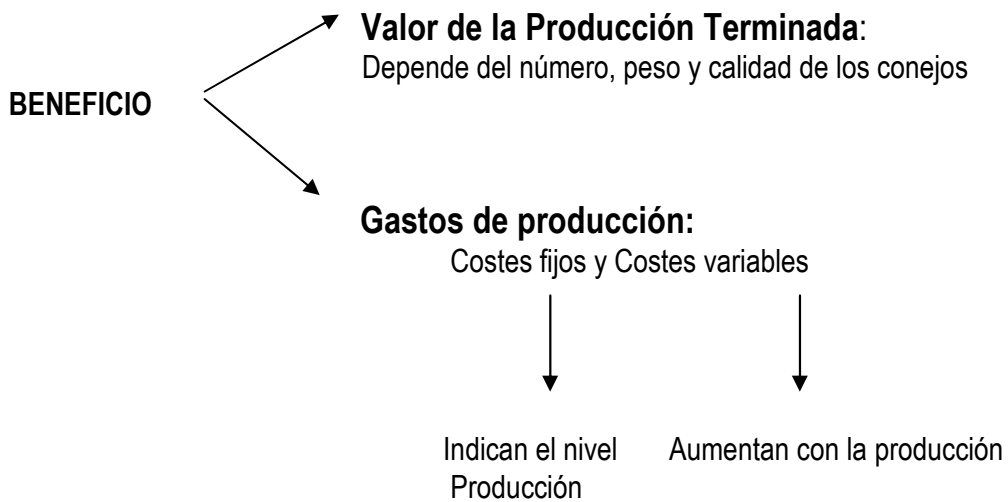 Valor de la Producción Terminada:
Depende del número, peso y calidad de los conejos
BENEFICIO
Gastos de producción:
Costes fijos y Costes variables
Indican el nivel
Producción
Aumentan con la producción